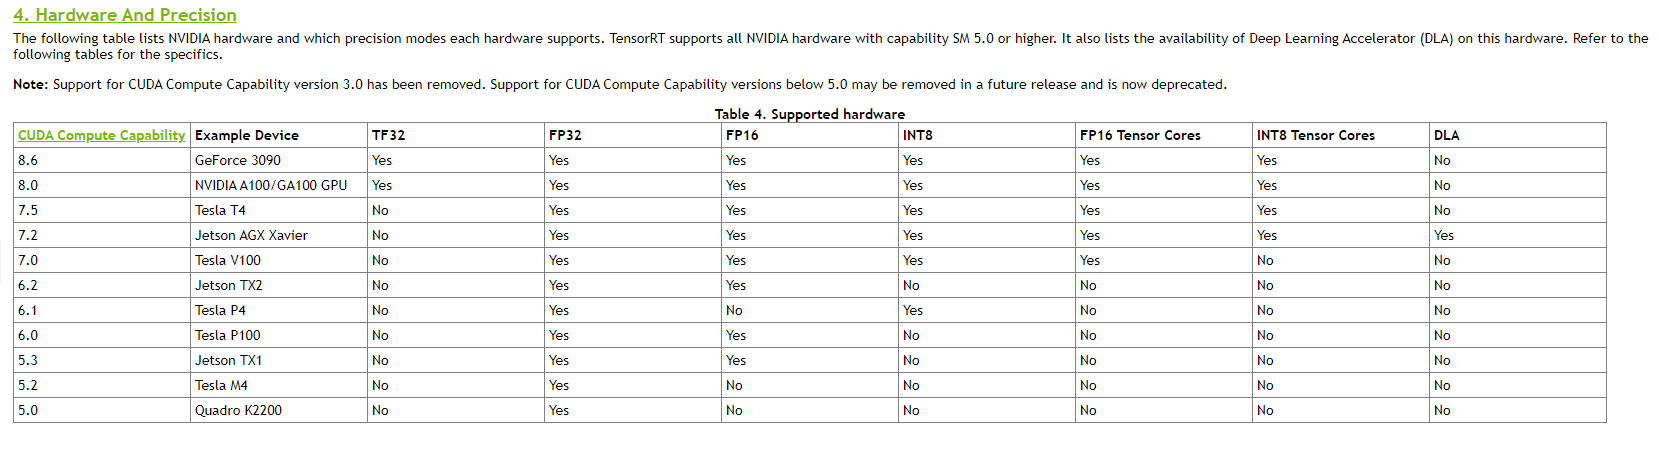 4. Hardware And Precision
The following table lists NVIDIA hardware and which precision modes each hardware supports. TensorRT supports all NVIDIA hardware with capability SM 5.0 or higher. It also lists the availability of Deep Learning Accelerator (DLA) on this hardware. Refer to the
following tables for the specifics.
Note: Support for CUDA Compute Capability version 3.0 has been removed. Support for CUDA Compute Capability versions below 5.0 may be removed in a future release and is now deprecated.
Table 4. Supported hardware
CUDA Compute Capability Example Device TF32 FP32 FP16 INT8 FP16 Tensor Cores INT8 Tensor Cores DLA
8.6 GeForce 3090 Yes Yes Yes Yes Yes Yes No
8.0 NVIDIA A100/GA100 GPU Yes Yes Yes Yes Yes Yes No
7.5 Tesla T4 No Yes Yes Yes Yes Yes No
7.2 Jetson AGX Xavier No Yes Yes Yes Yes Yes Yes
7.0 Tesla V100 No Yes Yes Yes Yes No No
6.2 Jetson TX2 No Yes Yes No No No No
6.1 Tesla P4 No Yes No Yes No No No
6.0 Tesla P100 No Yes Yes No No No No
5.3 Jetson TX1 No Yes Yes No No No No
5.2 Tesla M4 No Yes No No No No No
5.0 Quadro K2200 No Yes No No No No No